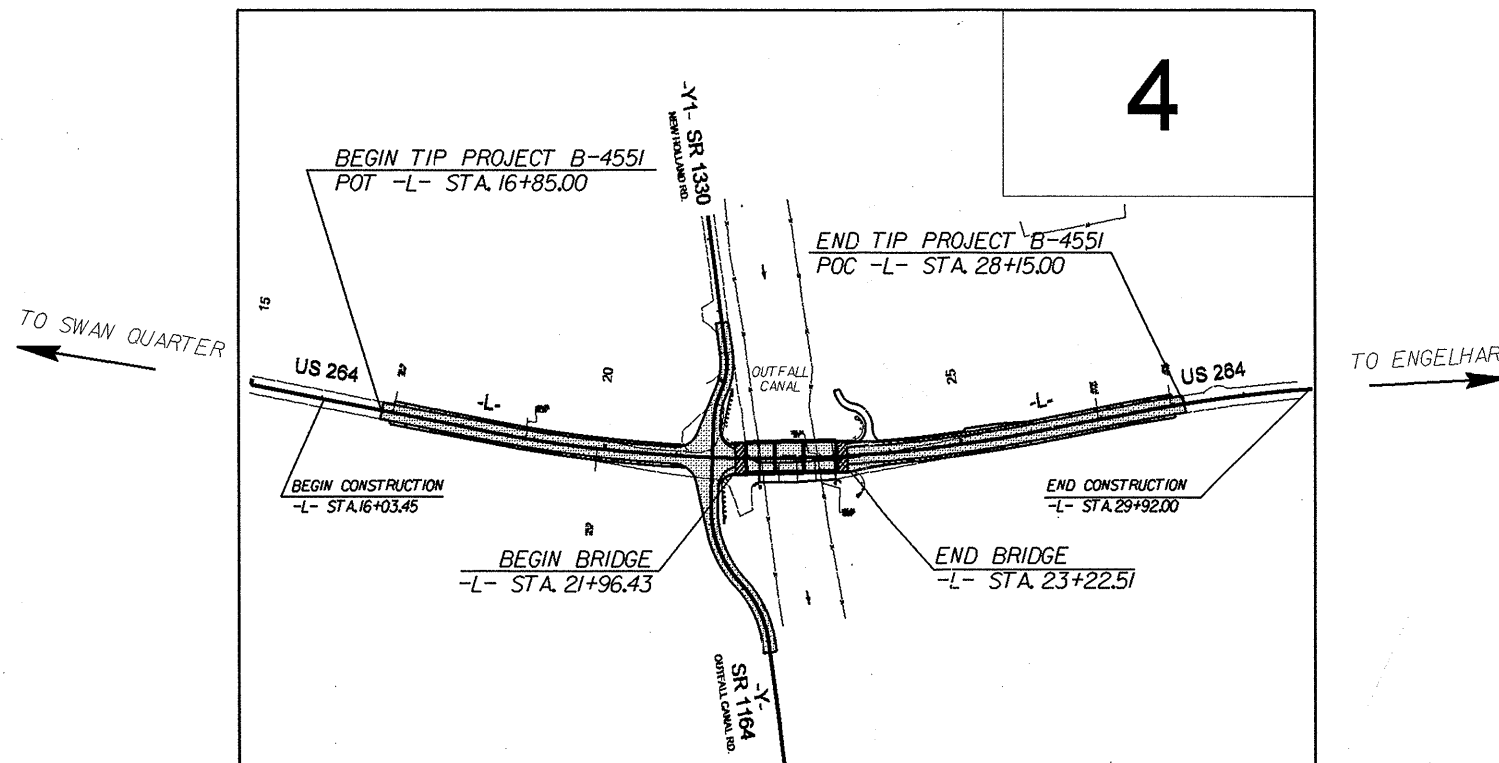 4
-Y1- SR 1330
NEW HOLLAND RD.
BEGIN TIP PROJECT B-4551
POT -L- STA. 16+85.00
END TIP PROJECT B-4551
POC -L- STA. 28+15.00
15
TO SWAN QUARTER
US 264
20
-L-
OUTFALL
CANAL
25
-L-
US 264
TO ENGELHAR
BEGIN CONSTRUCTION
-L- STA.16+03.45
END CONSTRUCTION
-L- STA.29+92.00
BEGIN BRIDGE
-L- STA. 21+96.43
END BRIDGE
-L- STA. 23+22.51
-Y-
SR 1164
OUTFALL CANAL RD.